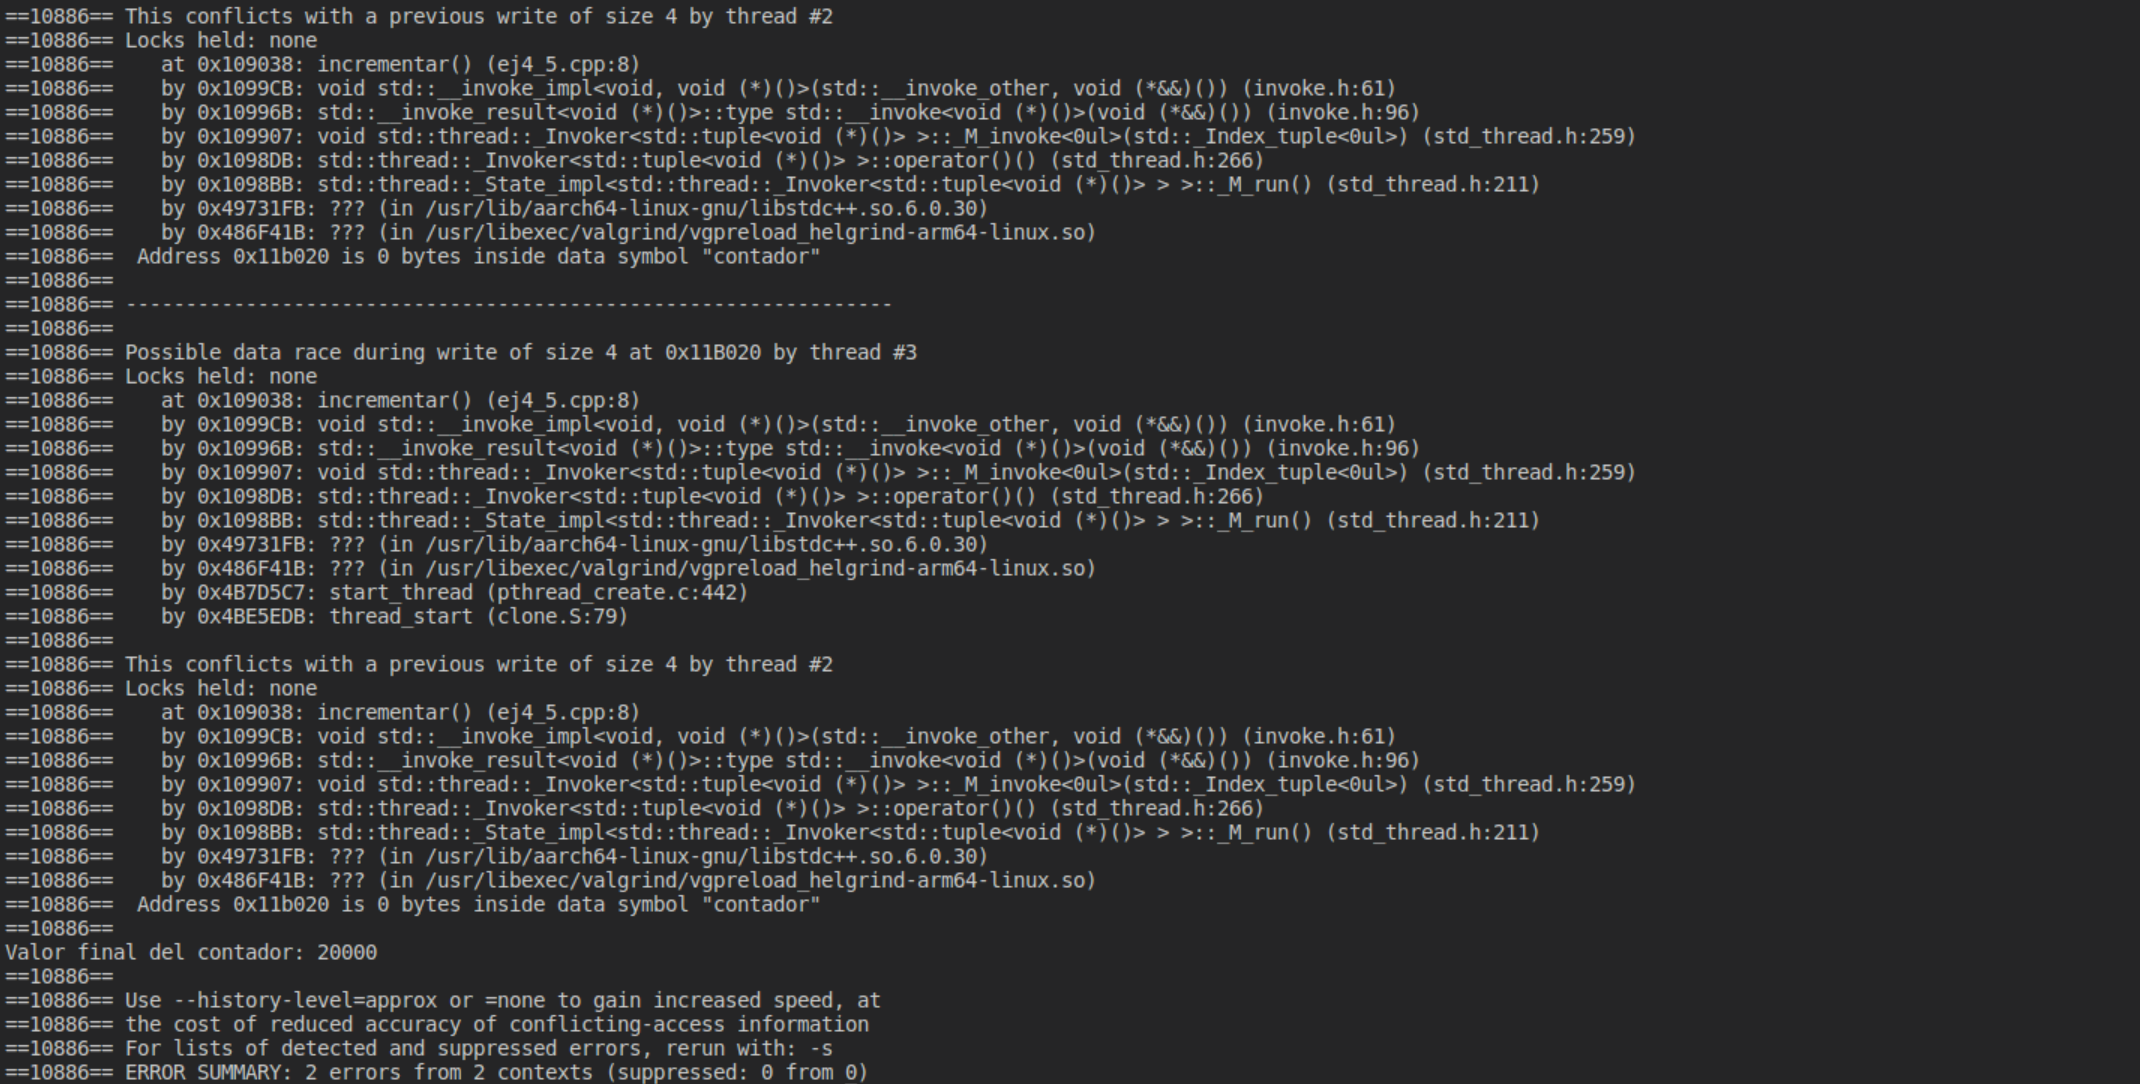 ==10886== This conflicts with a previous write of size 4 by thread #2
==10886== Locks held: none
==10886==    at 0x109038: incrementar() (ej4_5.cpp:8)
==10886==    by 0x1099CB: void std::__invoke_impl<void, void (*)()>(std::__invoke_other, void (*&&)()) (invoke.h:61)
==10886==    by 0x10996B: std::__invoke_result<void (*)()>::type std::__invoke<void (*)()>(void (*&&)()) (invoke.h:96)
==10886==    by 0x109907: void std::thread::_Invoker<std::tuple<void (*)()> >::_M_invoke<0ul>(std::_Index_tuple<0ul>) (std_thread.h:259)
==10886==    by 0x1098DB: std::thread::_Invoker<std::tuple<void (*)()> >::operator()() (std_thread.h:266)
==10886==    by 0x1098BB: std::thread::_State_impl<std::thread::_Invoker<std::tuple<void (*)()> > >::_M_run() (std_thread.h:211)
==10886==    by 0x49731FB: ??? (in /usr/lib/aarch64-linux-gnu/libstdc++.so.6.0.30)
==10886==    by 0x486F41B: ??? (in /usr/libexec/valgrind/vgpreload_helgrind-arm64-linux.so)
==10886==  Address 0x11b020 is 0 bytes inside data symbol "contador"
==10886==
==10886== ----------------------------------------------------------------
==10886==
==10886== Possible data race during write of size 4 at 0x11B020 by thread #3
==10886== Locks held: none
==10886==    at 0x109038: incrementar() (ej4_5.cpp:8)
==10886==    by 0x1099CB: void std::__invoke_impl<void, void (*)()>(std::__invoke_other, void (*&&)()) (invoke.h:61)
==10886==    by 0x10996B: std::__invoke_result<void (*)()>::type std::__invoke<void (*)()>(void (*&&)()) (invoke.h:96)
==10886==    by 0x109907: void std::thread::_Invoker<std::tuple<void (*)()> >::_M_invoke<0ul>(std::_Index_tuple<0ul>) (std_thread.h:259)
==10886==    by 0x1098DB: std::thread::_Invoker<std::tuple<void (*)()> >::operator()() (std_thread.h:266)
==10886==    by 0x1098BB: std::thread::_State_impl<std::thread::_Invoker<std::tuple<void (*)()> > >::_M_run() (std_thread.h:211)
==10886==    by 0x49731FB: ??? (in /usr/lib/aarch64-linux-gnu/libstdc++.so.6.0.30)
==10886==    by 0x486F41B: ??? (in /usr/libexec/valgrind/vgpreload_helgrind-arm64-linux.so)
==10886==    by 0x4B7D5C7: start_thread (pthread_create.c:442)
==10886==    by 0x4BE5EDB: thread_start (clone.S:79)
==10886==
==10886== This conflicts with a previous write of size 4 by thread #2
==10886== Locks held: none
==10886==    at 0x109038: incrementar() (ej4_5.cpp:8)
==10886==    by 0x1099CB: void std::__invoke_impl<void, void (*)()>(std::__invoke_other, void (*&&)()) (invoke.h:61)
==10886==    by 0x10996B: std::__invoke_result<void (*)()>::type std::__invoke<void (*)()>(void (*&&)()) (invoke.h:96)
==10886==    by 0x109907: void std::thread::_Invoker<std::tuple<void (*)()> >::_M_invoke<0ul>(std::_Index_tuple<0ul>) (std_thread.h:259)
==10886==    by 0x1098DB: std::thread::_Invoker<std::tuple<void (*)()> >::operator()() (std_thread.h:266)
==10886==    by 0x1098BB: std::thread::_State_impl<std::thread::_Invoker<std::tuple<void (*)()> > >::_M_run() (std_thread.h:211)
==10886==    by 0x49731FB: ??? (in /usr/lib/aarch64-linux-gnu/libstdc++.so.6.0.30)
==10886==    by 0x486F41B: ??? (in /usr/libexec/valgrind/vgpreload_helgrind-arm64-linux.so)
==10886==  Address 0x11b020 is 0 bytes inside data symbol "contador"
==10886==
Valor final del contador: 20000
==10886==
==10886== Use --history-level=approx or =none to gain increased speed, at
==10886== the cost of reduced accuracy of conflicting-access information
==10886== For lists of detected and suppressed errors, rerun with: -s
==10886== ERROR SUMMARY: 2 errors from 2 contexts (suppressed: 0 from 0)